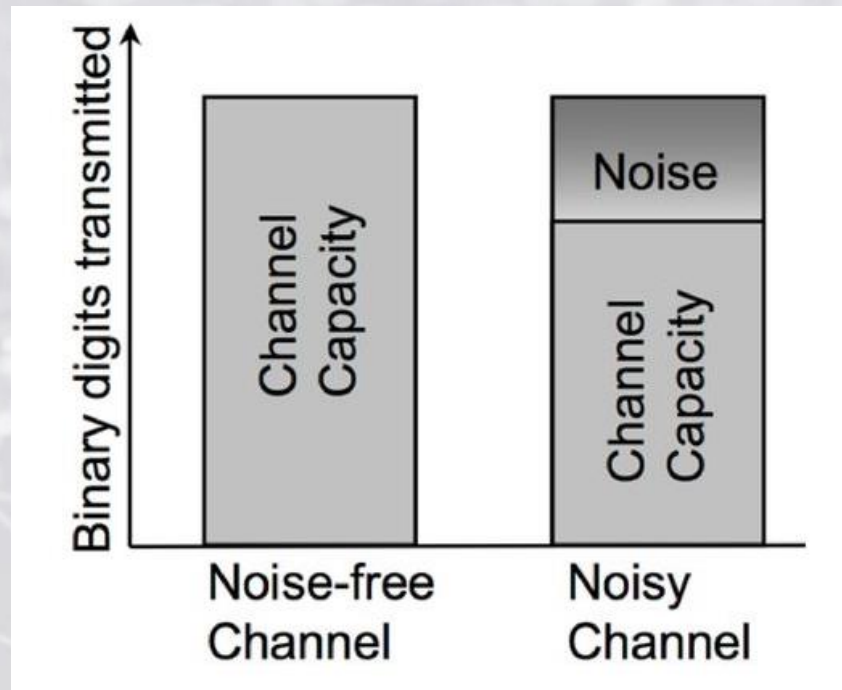 Binary digits transmitted
Channel
Capacity
Noise
Channel
Capacity
Noise-free
Channel
Noisy
Channel